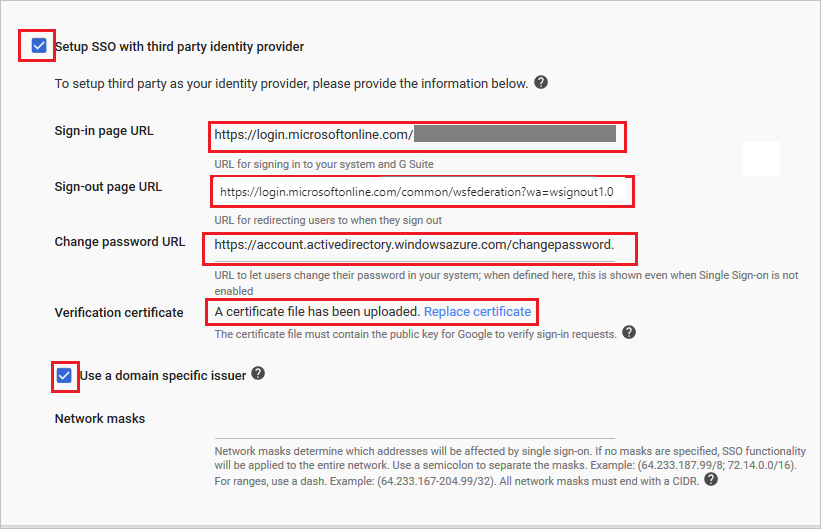 Setup SSO with third party identity provider
To setup third party as your identity provider, please provide the information below.
Sign-in page URL
https://login.microsoftonline.com/
URL for signing in to your system and G Suite
Sign-out page URL
https://login.microsoftonline.com/common/wsfederation?wa=wsignout1.0
URL for redirecting users to when they sign out
Change password URL
https://account.activedirectory.windowsazure.com/changepassword.
URL to let users change their password in your system; when defined here, this is shown even when Single Sign-on is not
enabled
Verification certificate
A certificate file has been uploaded. Replace certificate
The certificate file must contain the public key for Google to verify sign-in requests.
Use a domain specific issuer
Network masks
Network masks determine which addresses will be affected by single sign-on. If no masks are specified, SSO functionality
will be applied to the entire network. Use a semicolon to separate the masks. Example: (64.233.187.99/8; 72.14.0.0/16).
For ranges, use a dash. Example: (64.233.167-204.99/32). All network masks must end with a CIDR.